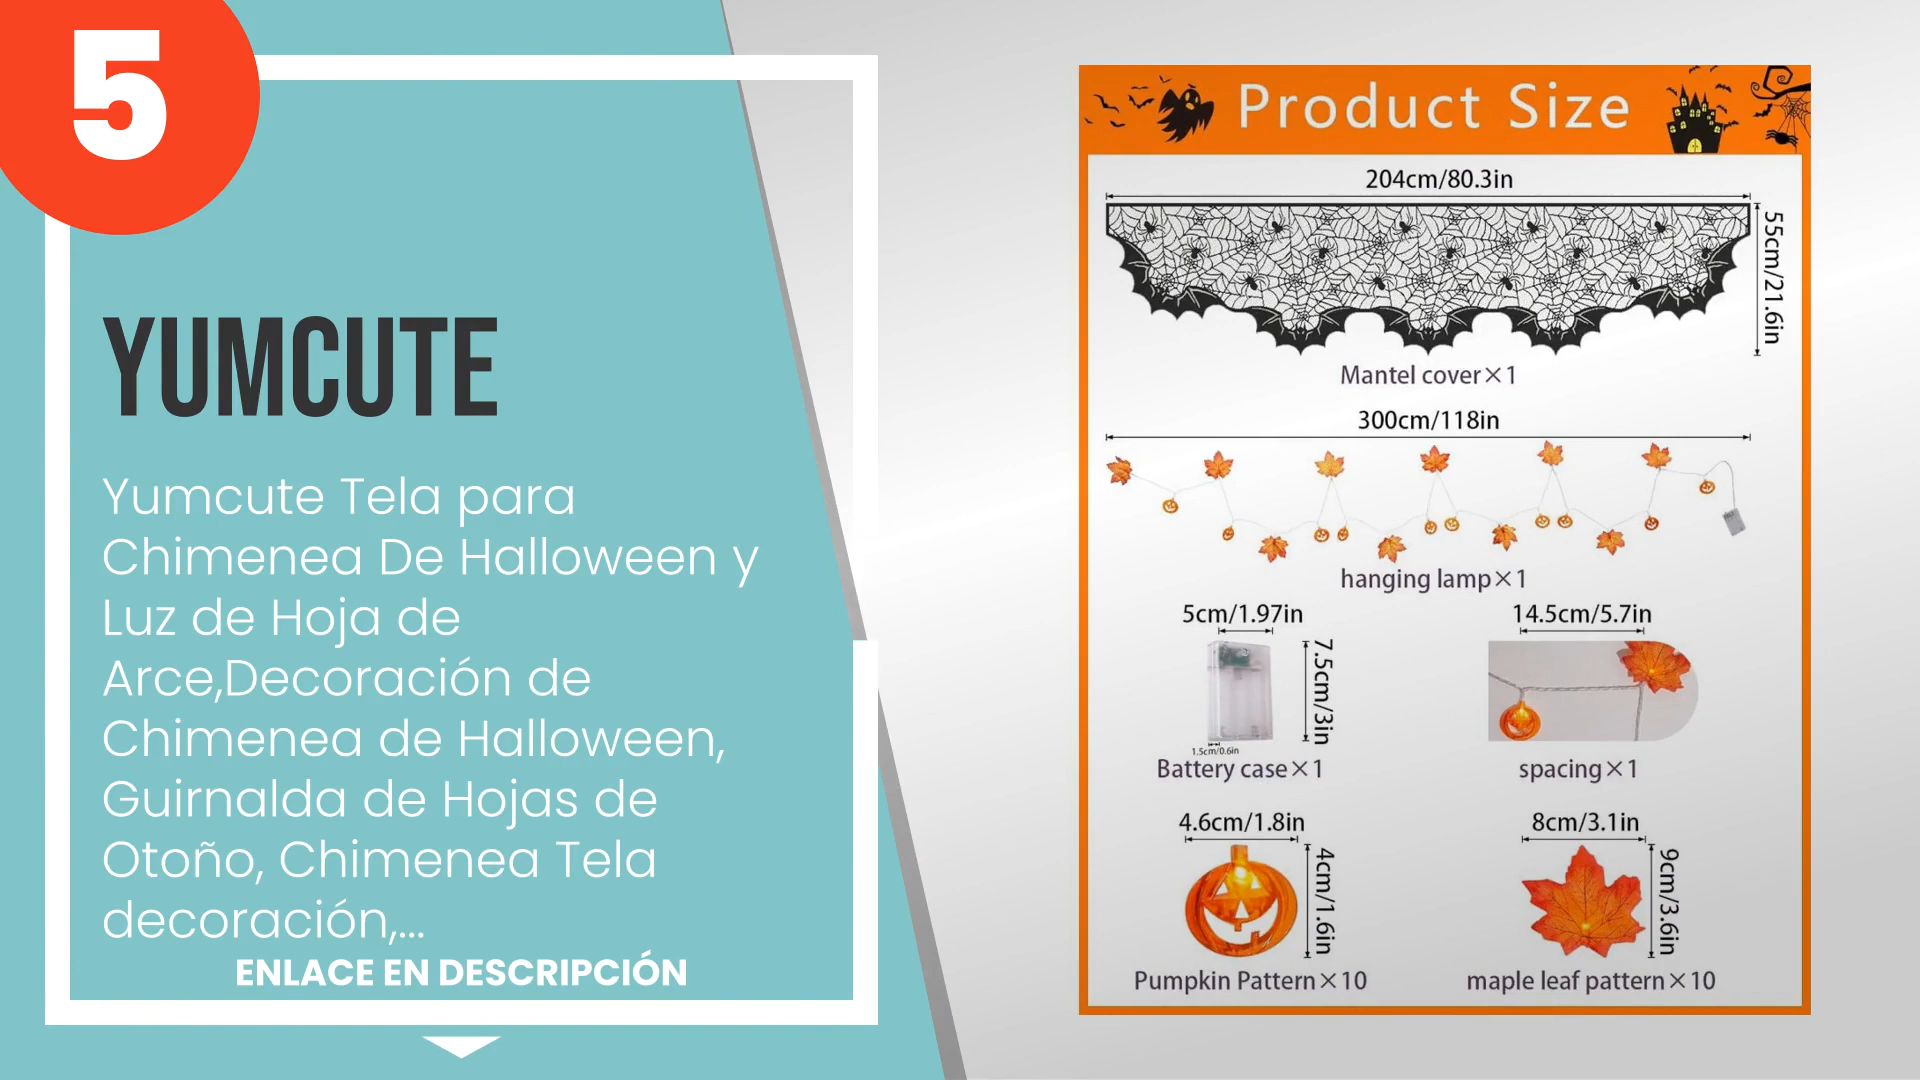 5
YUMCUTE
Yumcute Tela para
Chimenea De Halloween y
Luz de Hoja de
Arce,Decoración de
Chimenea de Halloween,
Guirnalda de Hojas de
Otoño, Chimenea Tela
decoración,...
ENLACE EN DESCRIPCIÓN
Product Size
204cm/80.3in
55cm/21.6in
Mantel cover×1
300cm/118in
hanging lamp×1
5cm/1.97in
7.5cm/3in
1.5cm/0.6in
Battery case×1
14.5cm/5.7in
spacing×1
4.6cm/1.8in
4cm/1.6in
Pumpkin Pattern×10
8cm/3.1in
9cm/3.6in
maple leaf pattern×10